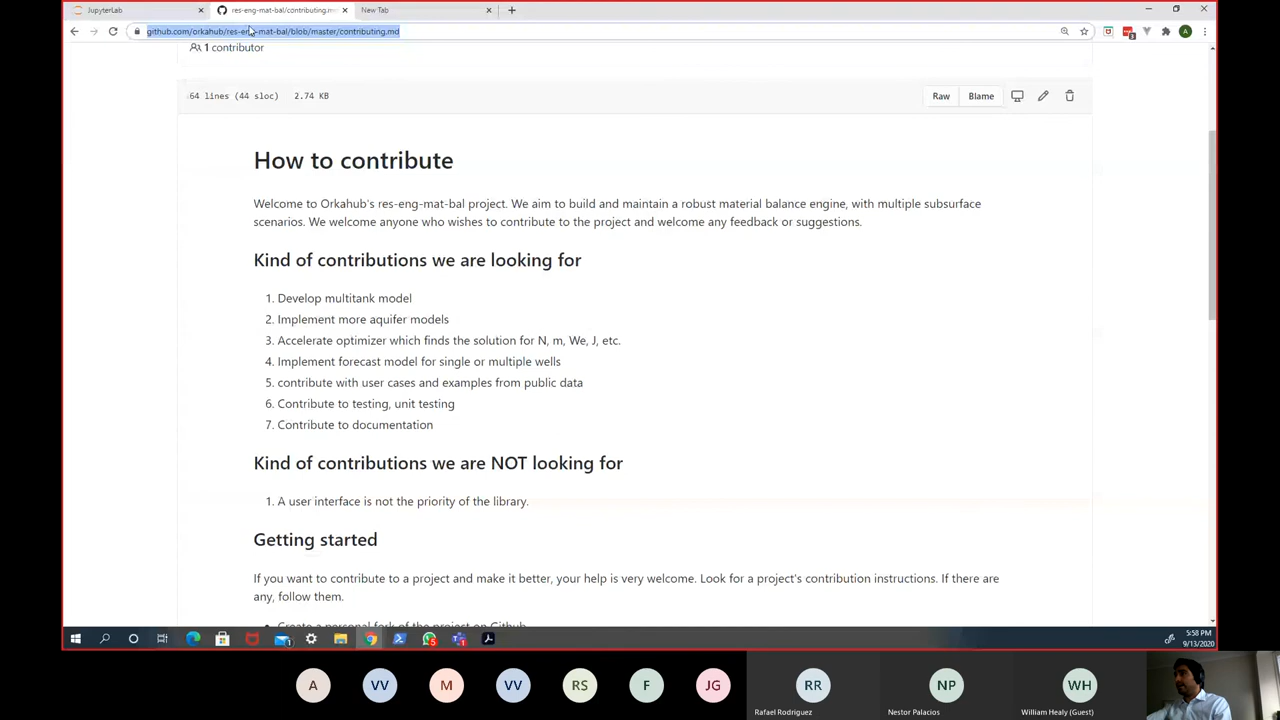 JupyterLab
res-eng-mat-bal/contributing.m
New Tab
github.com/orkahub/res-eng-mat-bal/blob/master/contributing.md
A
1 contributor
64 lines (44 sloc) 2.74 KB
Raw
Blame
How to contribute
Welcome to Orkahub's res-eng-mat-bal project. We aim to build and maintain a robust material balance engine, with multiple subsurface
scenarios. We welcome anyone who wishes to contribute to the project and welcome any feedback or suggestions.
Kind of contributions we are looking for
1. Develop multitank model
2. Implement more aquifer models
3. Accelerate optimizer which finds the solution for N, m, We, J, etc.
4. Implement forecast model for single or multiple wells
5. contribute with user cases and examples from public data
6. Contribute to testing, unit testing
7. Contribute to documentation
Kind of contributions we are NOT looking for
1. A user interface is not the priority of the library.
Getting started
If you want to contribute to a project and make it better, your help is very welcome. Look for a project's contribution instructions. If there are
any, follow them.
Create a personal fork of the project on Github
5:58 PM
9/13/2020
A
VV
M
VV
RS
F
JG
RR
NP
WH
Rafael Rodriguez
Nestor Palacios
William Healy (Guest)